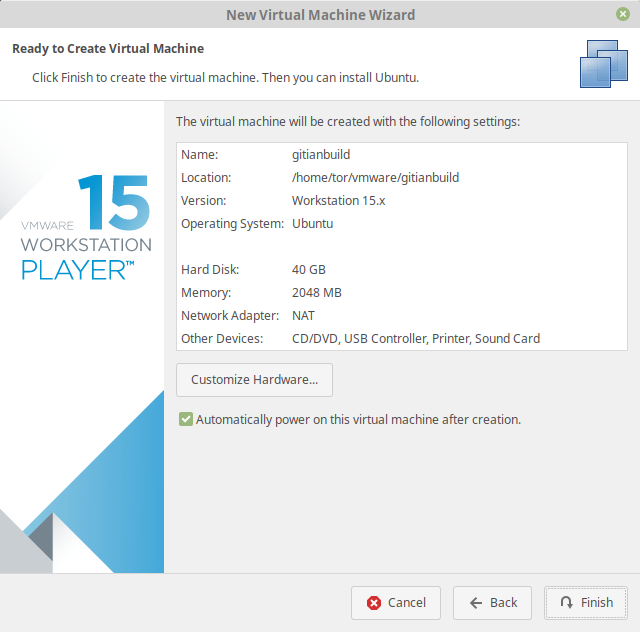 New Virtual Machine Wizard
Ready to Create Virtual Machine
Click Finish to create the virtual machine. Then you can install Ubuntu.
The virtual machine will be created with the following settings:
Name: gitianbuild
Location: /home/tor/vmware/gitianbuild
Version: Workstation 15.x
Operating System: Ubuntu
Hard Disk: 40 GB
Memory: 2048 MB
Network Adapter: NAT
Other Devices: CD/DVD, USB Controller, Printer, Sound Card
Customize Hardware...
Automatically power on this virtual machine after creation.
15
VMWARE
WORKSTATION
PLAYER™
Cancel
Back
Finish